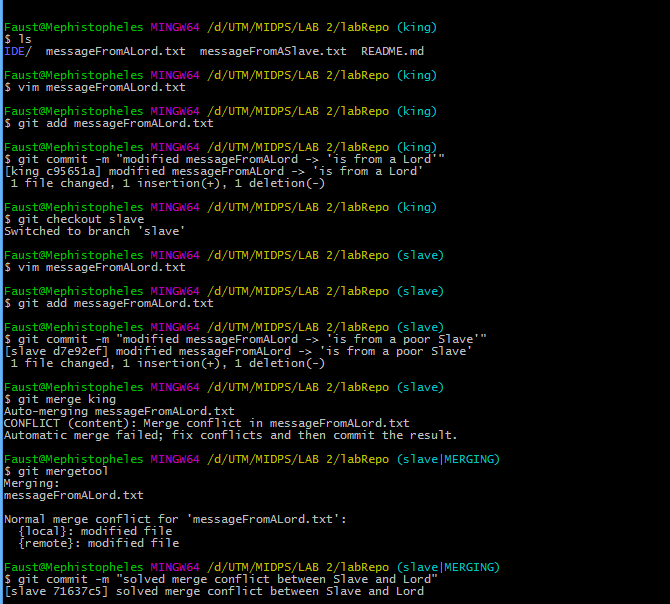 Faust@Mephistopheles MINGW64 /d/UTM/MIDPS/LAB 2/labRepo (king)
$ ls
IDE/  messageFromALord.txt  messageFromASlave.txt  README.md
Faust@Mephistopheles MINGW64 /d/UTM/MIDPS/LAB 2/labRepo (king)
$ vim messageFromALord.txt
Faust@Mephistopheles MINGW64 /d/UTM/MIDPS/LAB 2/labRepo (king)
$ git add messageFromALord.txt
Faust@Mephistopheles MINGW64 /d/UTM/MIDPS/LAB 2/labRepo (king)
$ git commit -m "modified messageFromALord -> 'is from a Lord'"
[king c95651a] modified messageFromALord -> 'is from a Lord'
 1 file changed, 1 insertion(+), 1 deletion(-)
Faust@Mephistopheles MINGW64 /d/UTM/MIDPS/LAB 2/labRepo (king)
$ git checkout slave
Switched to branch 'slave'
Faust@Mephistopheles MINGW64 /d/UTM/MIDPS/LAB 2/labRepo (slave)
$ vim messageFromALord.txt
Faust@Mephistopheles MINGW64 /d/UTM/MIDPS/LAB 2/labRepo (slave)
$ git add messageFromALord.txt
Faust@Mephistopheles MINGW64 /d/UTM/MIDPS/LAB 2/labRepo (slave)
$ git commit -m "modified messageFromALord -> 'is from a poor Slave'"
[slave d7e92ef] modified messageFromALord -> 'is from a poor Slave'
 1 file changed, 1 insertion(+), 1 deletion(-)
Faust@Mephistopheles MINGW64 /d/UTM/MIDPS/LAB 2/labRepo (slave)
$ git merge king
Auto-merging messageFromALord.txt
CONFLICT (content): Merge conflict in messageFromALord.txt
Automatic merge failed; fix conflicts and then commit the result.
Faust@Mephistopheles MINGW64 /d/UTM/MIDPS/LAB 2/labRepo (slave|MERGING)
$ git mergetool
Merging:
messageFromALord.txt
Normal merge conflict for 'messageFromALord.txt':
  {local}: modified file
  {remote}: modified file
Faust@Mephistopheles MINGW64 /d/UTM/MIDPS/LAB 2/labRepo (slave|MERGING)
$ git commit -m "solved merge conflict between Slave and Lord"
[slave 71637c5] solved merge conflict between Slave and Lord